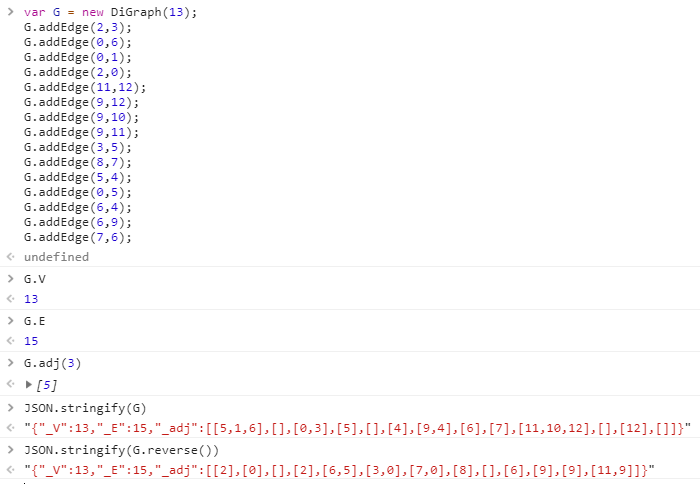 > var G = new DiGraph(13);
G.addEdge(2,3);
G.addEdge(0,6);
G.addEdge(0,1);
G.addEdge(2,0);
G.addEdge(11,12);
G.addEdge(9,12);
G.addEdge(9,10);
G.addEdge(9,11);
G.addEdge(3,5);
G.addEdge(8,7);
G.addEdge(5,4);
G.addEdge(0,5);
G.addEdge(6,4);
G.addEdge(6,9);
G.addEdge(7,6);
undefined
> G.V
13
> G.E
15
> G.adj(3)
[5]
> JSON.stringify(G)
"{"_V":13,"_E":15,"_adj":[[5,1,6],[],[0,3],[5],[],[4],[9,4],[6],[7],[11,10,12],[],[12],[]]}"
> JSON.stringify(G.reverse())
"{"_V":13,"_E":15,"_adj":[[2],[0],[],[2],[6,5],[3,0],[7,0],[8],[],[6],[9],[9],[11,9]]}"